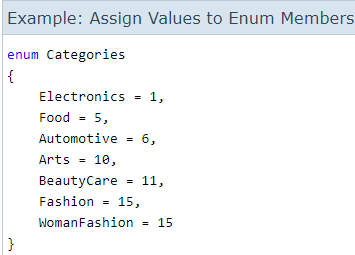 Example: Assign Values to Enum Members
enum Categories
{
    Electronics = 1,
    Food = 5,
    Automotive = 6,
    Arts = 10,
    BeautyCare = 11,
    Fashion = 15,
    WomanFashion = 15
}